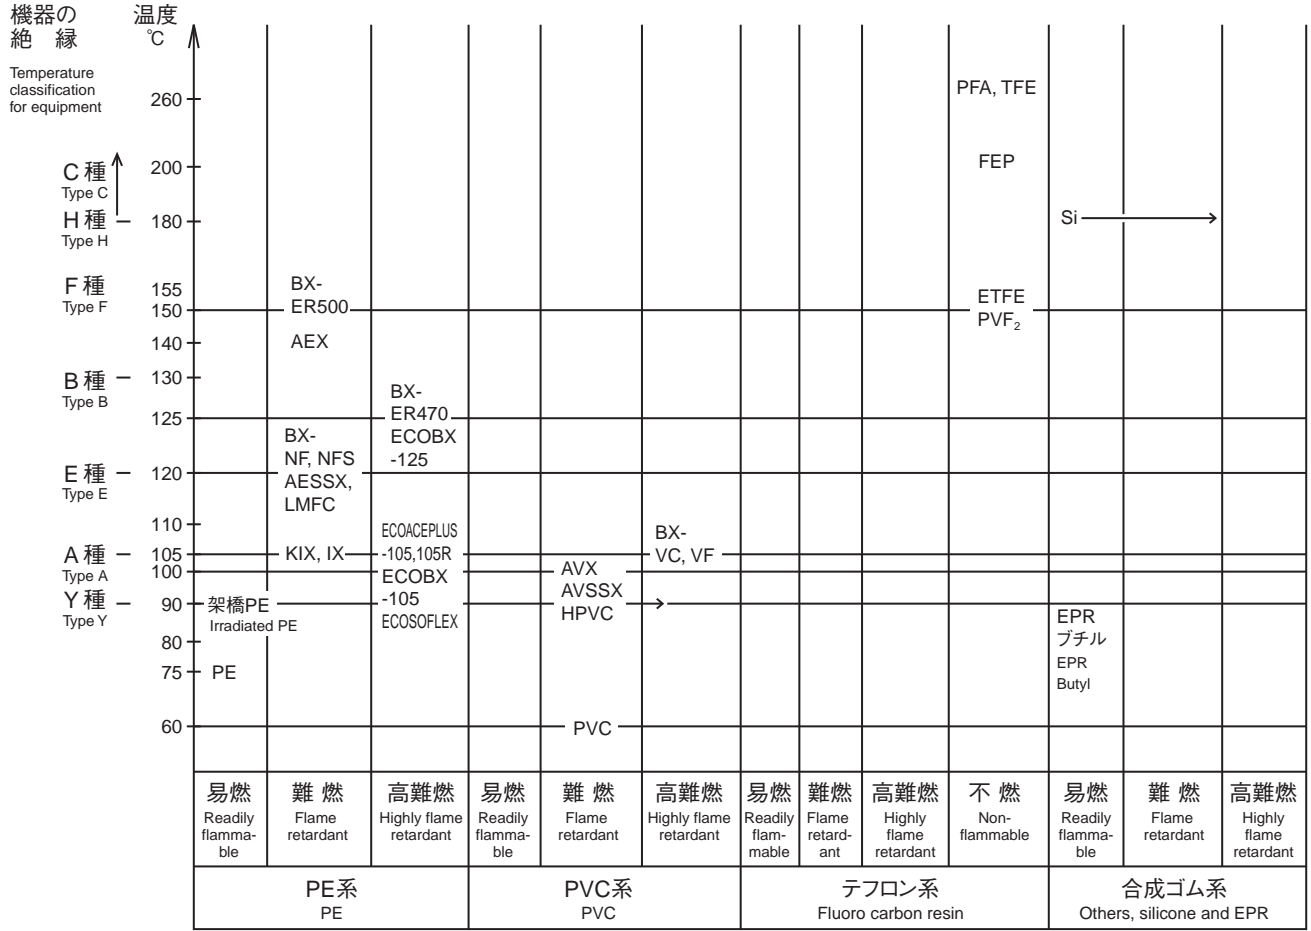 機器の
絶 縁
Temperature
classification
for equipment
温度
℃
260
200
180
155
150
140
130
125
120
110
105
100
90
80
75
60
C種
Type C
H種
Type H
F種
Type F
B種
Type B
E種
Type E
A種
Type A
Y種
Type Y
架橋PE
Irradiated PE
PE
BX-
ER500
AEX
BX-
NF, NFS
AESSX,
LMFC
KIX, IX
BX-
ER470
ECOBX
-125
ECOACEPLUS
-105,105R
ECOBX
-105
ECOSOFLEX
AVX
AVSSX
HPVC
PVC
BX-
VC, VF
PFA, TFE
FEP
ETFE
PVF₂
Si
EPR
ブチル
EPR
Butyl
易燃
Readily
flamma-
ble
難 燃
Flame
retardant
高難燃
Highly flame
retardant
易燃
Readily
flamma-
ble
難 燃
Flame
retardant
高難燃
Highly flame
retardant
易燃
Readily
flam-
mable
難燃
Flame
retard-
ant
高難燃
Highly
flame
retardant
不 燃
Non-
flammable
易燃
Readily
flamma-
ble
難 燃
Flame
retardant
高難燃
Highly
flame
retardant
PE系
PE
PVC系
PVC
テフロン系
Fluoro carbon resin
合成ゴム系
Others, silicone and EPR